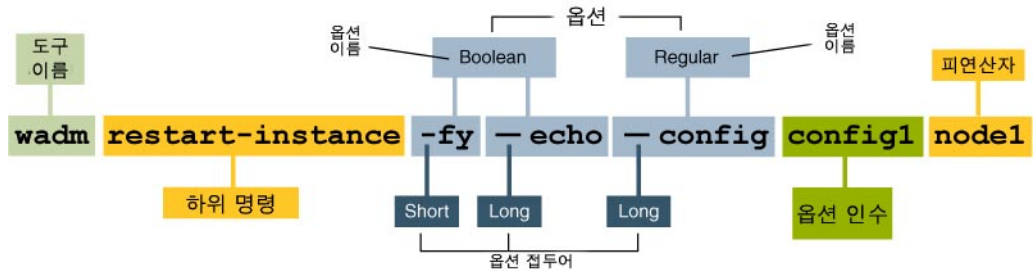 옵션
옵션
이름
옵션
이름
도구
이름
Boolean
Regular
피연산자
wadm restart-instance -fy —echo —config config1 node1
하위 명령
Short
Long
Long
옵션 인수
옵션 접두어